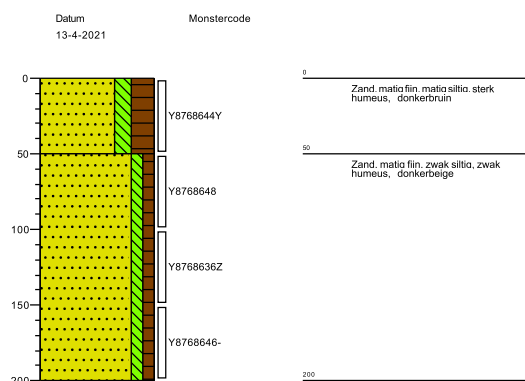 Datum
Monstercode
13-4-2021
0
0
Zand, matig fijn, matig siltig, sterk
humeus, donkerbruin
Y8768644Y
50
50
Zand, matig fijn, zwak siltig, zwak
humeus, donkerbeige
Y8768648
100
Y8768636Z
150
Y8768646-
200
200